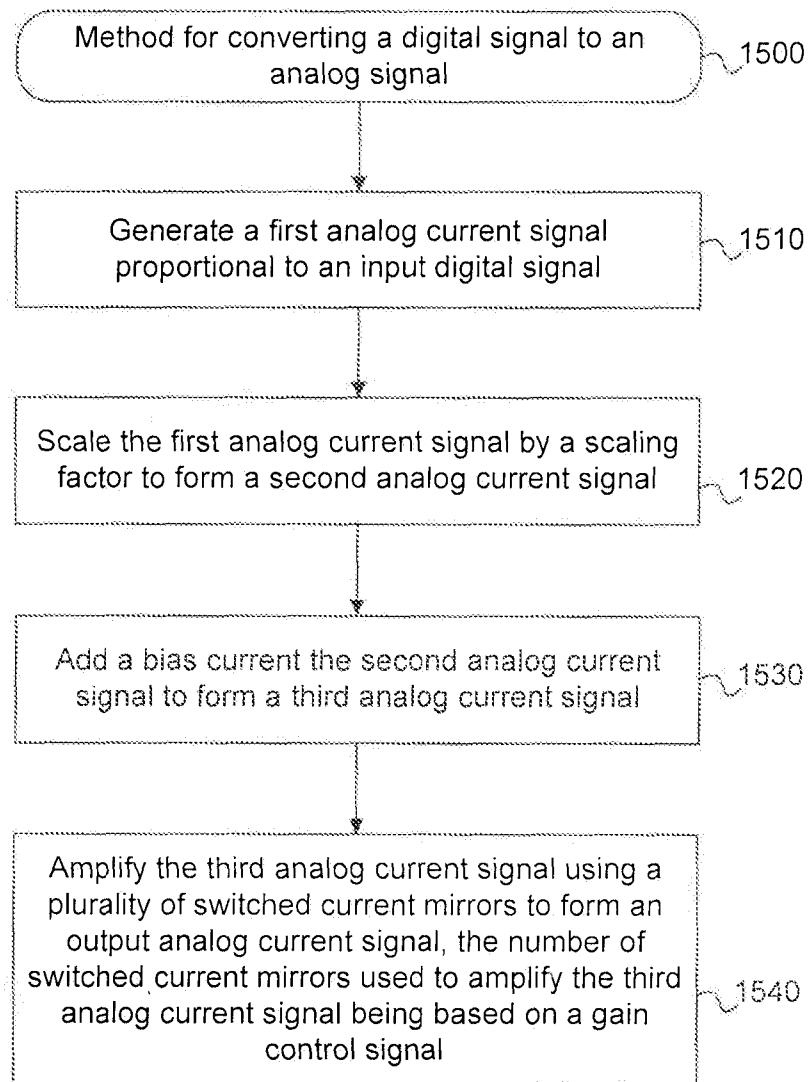 Method for converting a digital signal to an
analog signal
1500
Generate a first analog current signal
proportional to an input digital signal
1510
Scale the first analog current signal by a scaling
factor to form a second analog current signal
1520
Add a bias current the second analog current
signal to form a third analog current signal
1530
Amplify the third analog current signal using a
plurality of switched current mirrors to form an
output analog current signal, the number of
switched current mirrors used to amplify the third
analog current signal being based on a gain
control signal
1540